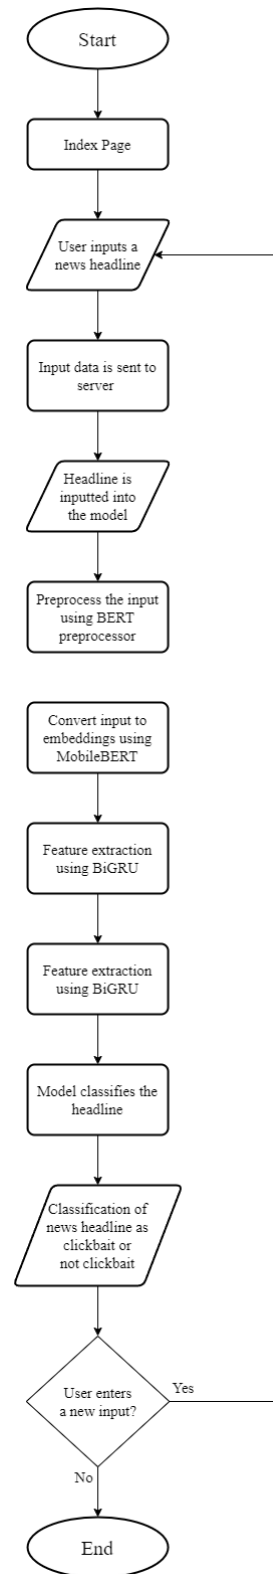 Start
Index Page
User inputs a
news headline
Input data is sent to
server
Headline is
inputted into
the model
Preprocess the input
using BERT
preprocessor
Convert input to
embeddings using
MobileBERT
Feature extraction
using BiGRU
Feature extraction
using BiGRU
Model classifies the
headline
Classification of
news headline as
clickbait or
not clickbait
User enters
a new input?
Yes
No
End